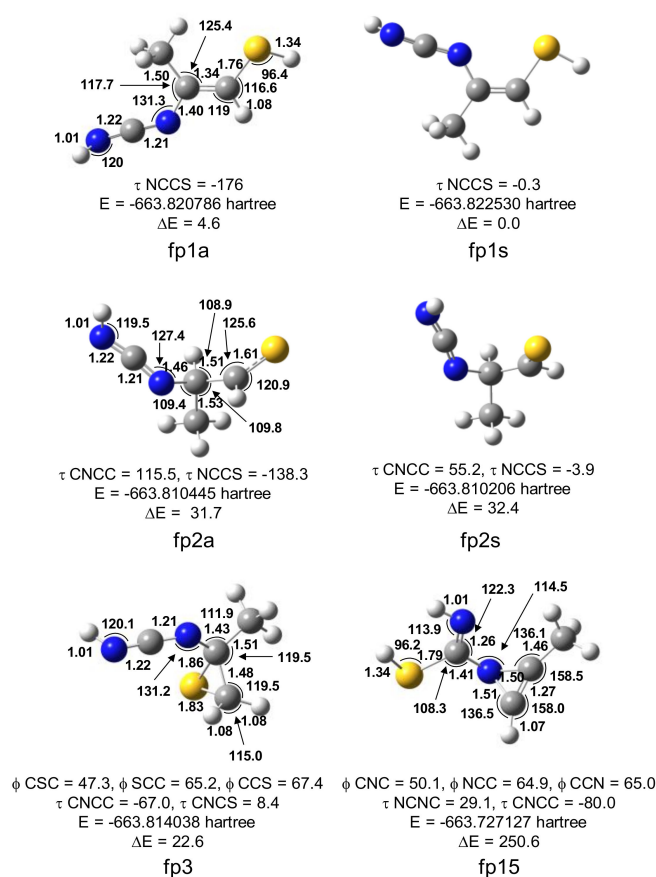 125.4
1.76
1.34
1.50
1.34
96.4
117.7
116.6
131.3
1.08
1.22
1.40
119
1.01
1.21
120
τ NCCS = -176
E = -663.820786 hartree
ΔE = 4.6
fp1a
τ NCCS = -0.3
E = -663.822530 hartree
ΔE = 0.0
fp1s
108.9
1.01
119.5
127.4
125.6
1.22
1.46
1.51
1.61
1.21
120.9
109.4
1.53
109.8
τ CNCC = 115.5, τ NCCS = -138.3
E = -663.810445 hartree
ΔE = 31.7
fp2a
τ CNCC = 55.2, τ NCCS = -3.9
E = -663.810206 hartree
ΔE = 32.4
fp2s
120.1
1.21
111.9
1.43
1.01
1.51
1.22
1.86
119.5
131.2
1.48
119.5
1.83
1.08
1.08
115.0
φ CSC = 47.3, φ SCC = 65.2, φ CCS = 67.4
τ CNCC = -67.0, τ CNCS = 8.4
E = -663.814038 hartree
ΔE = 22.6
fp3
1.01
122.3
114.5
113.9
1.26
136.1
96.2
1.79
1.46
1.34
1.41
1.50
158.5
1.51
1.27
108.3
136.5
158.0
1.07
φ CNC = 50.1, φ NCC = 64.9, φ CCN = 65.0
τ NCNC = 29.1, τ CNCC = -80.0
E = -663.727127 hartree
ΔE = 250.6
fp15